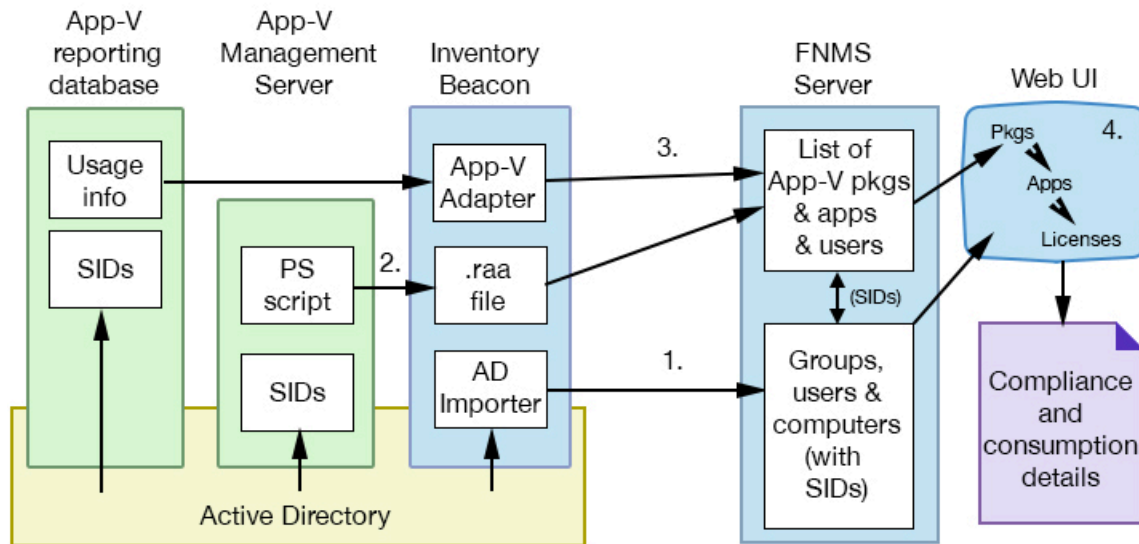 App-V
reporting
database
App-V
Management
Server
Inventory
Beacon
FNMS
Server
Web UI
Usage
info
SIDs
PS
script
SIDs
App-V
Adapter
.raa
file
AD
Importer
2.
3.
1.
List of
App-V pkgs
& apps
& users
(SIDs)
Groups,
users &
computers
(with
SIDs)
4.
Pkgs
Apps
Licenses
Compliance
and
consumption
details
Active Directory